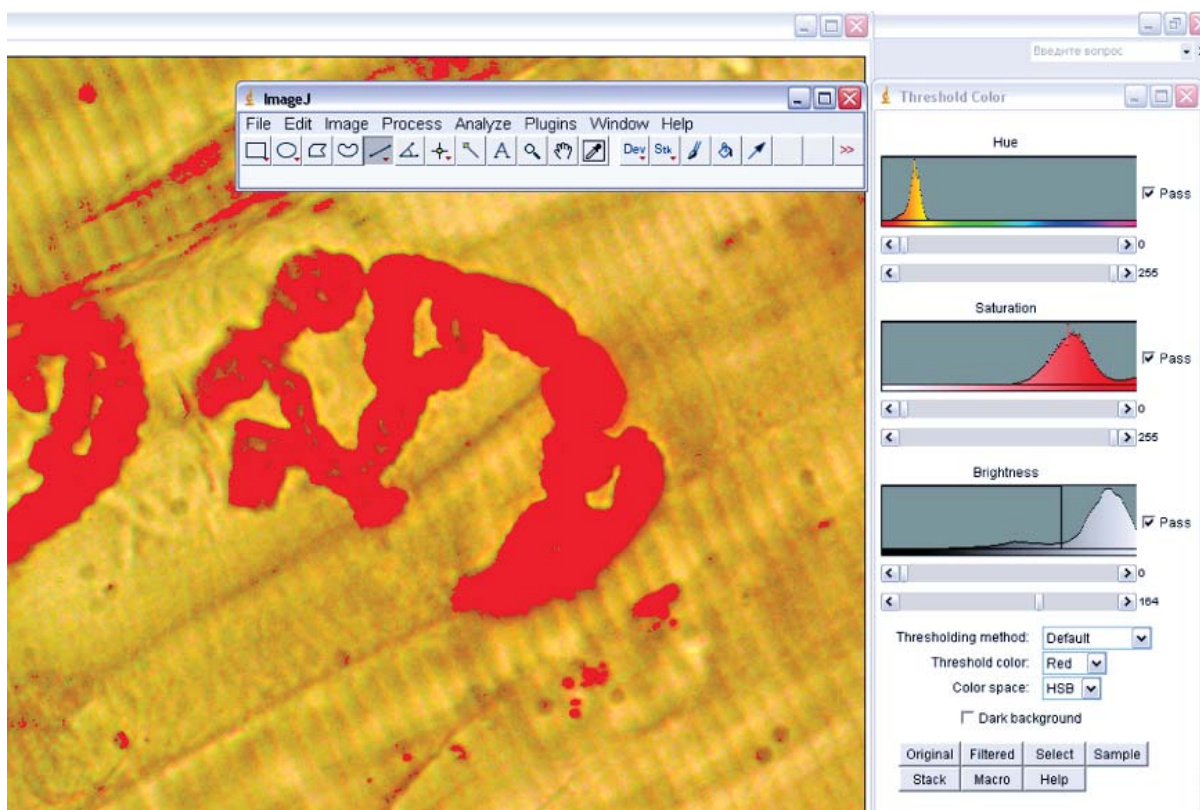 Введите вопрос
ImageJ
File Edit Image Process Analyze Plugins Window Help
A Dev Stk >>
Threshold Color
Hue
Pass
0
255
Saturation
Pass
0
255
Brightness
Pass
0
184
Thresholding method: Default
Threshold color: Red
Color space: HSB
Dark background
Original Filtered Select Sample
Stack Macro Help